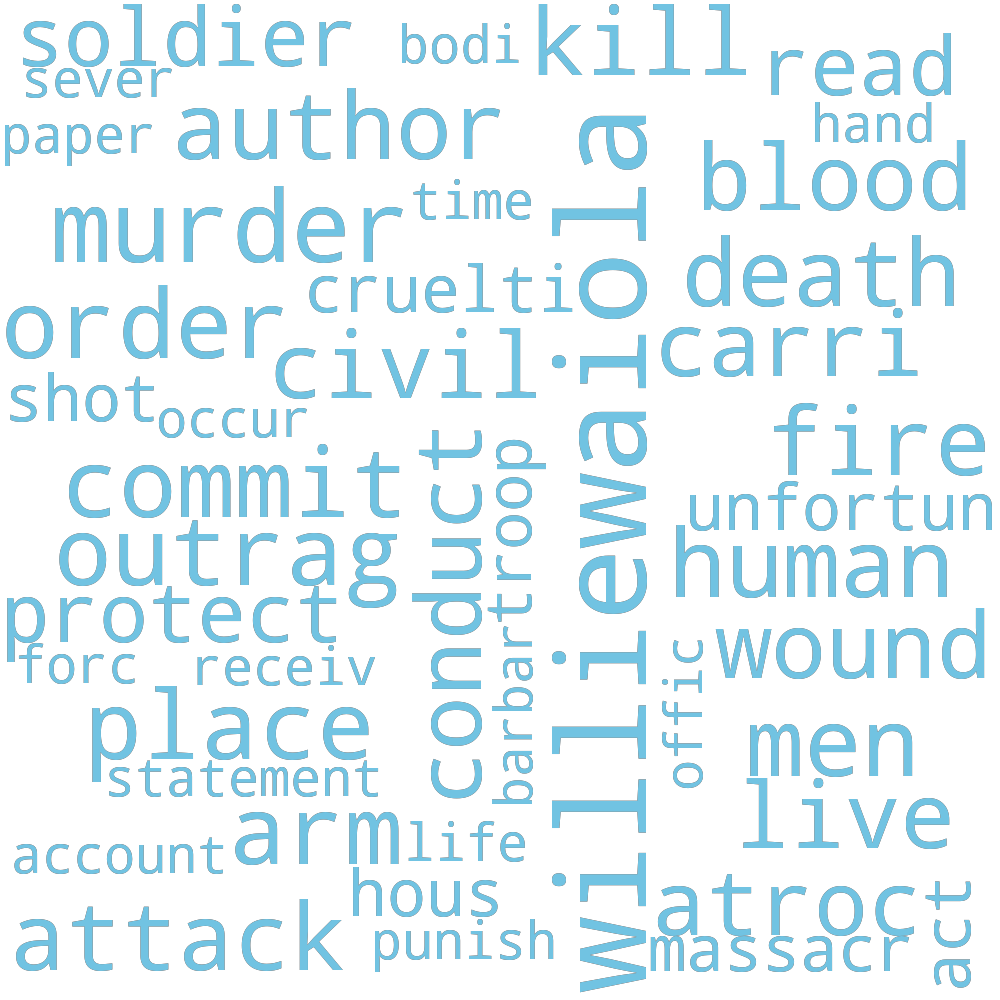 soldier
bodi
kill
read
sever
paper
author
hand
blood
murder
time
death
cruelti
order
civil
carri
shot
occur
fire
commit
conduct
troop
unfortun
outrag
human
protect
barbar
williewaiola
wound
forc
receiv
offic
place
men
statement
live
arm
life
account
hous
atroc
act
attack
punish
massacr